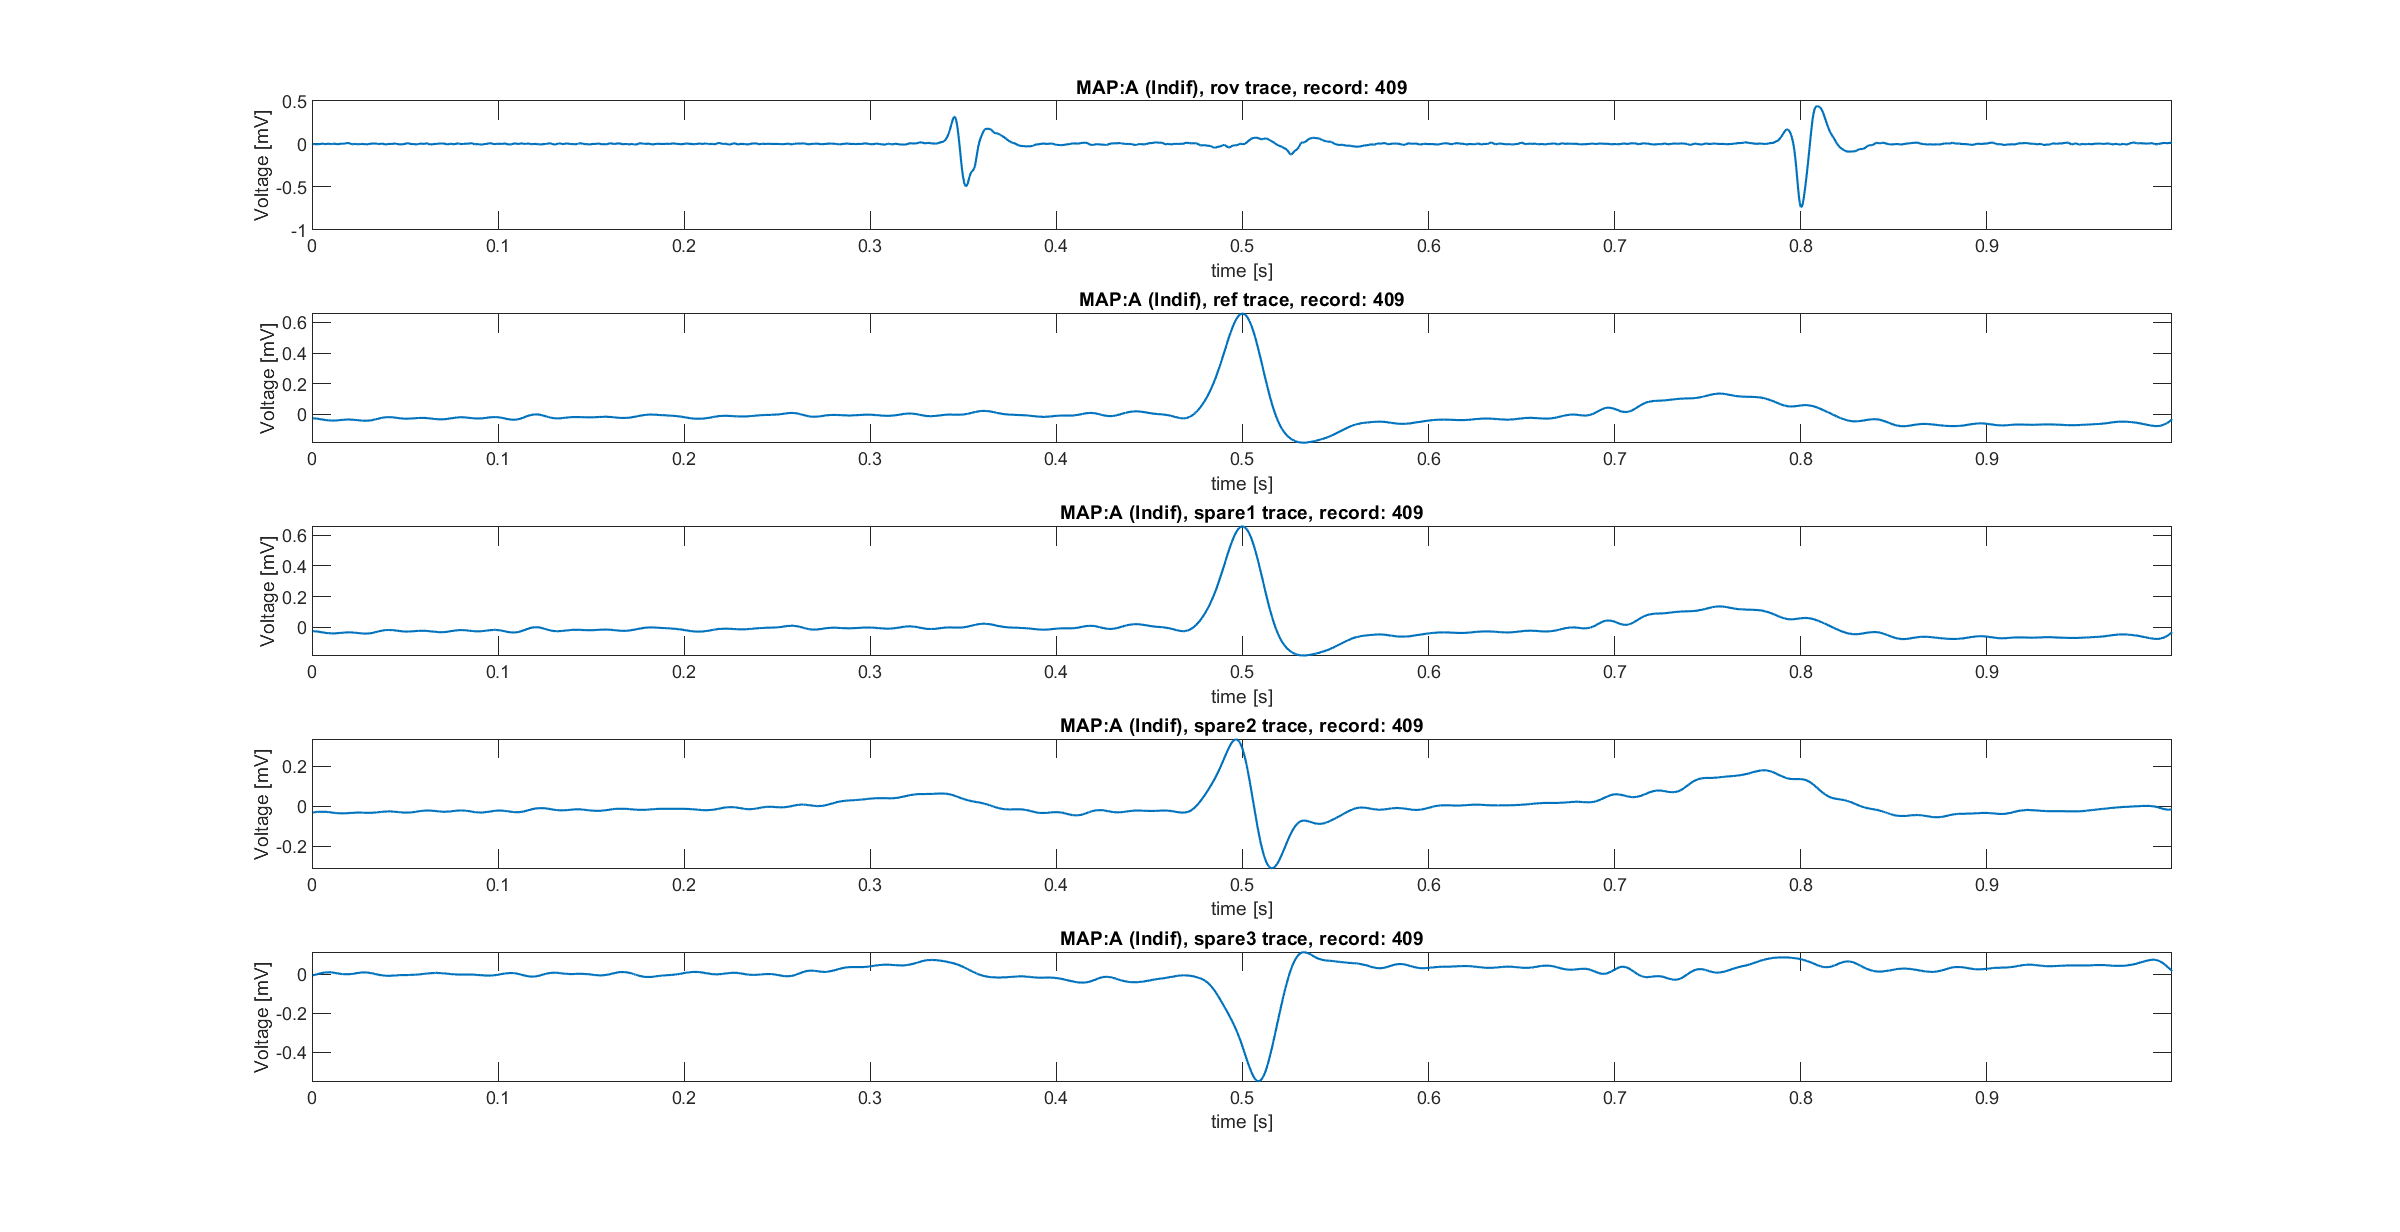 MAP:A (Indif), rov trace, record: 409
Voltage [mV]
0.5
0
-0.5
-1
0 0.1 0.2 0.3 0.4 0.5 0.6 0.7 0.8 0.9
time [s]
MAP:A (Indif), ref trace, record: 409
Voltage [mV]
0.6
0.4
0.2
0
0 0.1 0.2 0.3 0.4 0.5 0.6 0.7 0.8 0.9
time [s]
MAP:A (Indif), spare1 trace, record: 409
Voltage [mV]
0.6
0.4
0.2
0
0 0.1 0.2 0.3 0.4 0.5 0.6 0.7 0.8 0.9
time [s]
MAP:A (Indif), spare2 trace, record: 409
Voltage [mV]
0.2
0
-0.2
0 0.1 0.2 0.3 0.4 0.5 0.6 0.7 0.8 0.9
time [s]
MAP:A (Indif), spare3 trace, record: 409
Voltage [mV]
0
-0.2
-0.4
0 0.1 0.2 0.3 0.4 0.5 0.6 0.7 0.8 0.9
time [s]